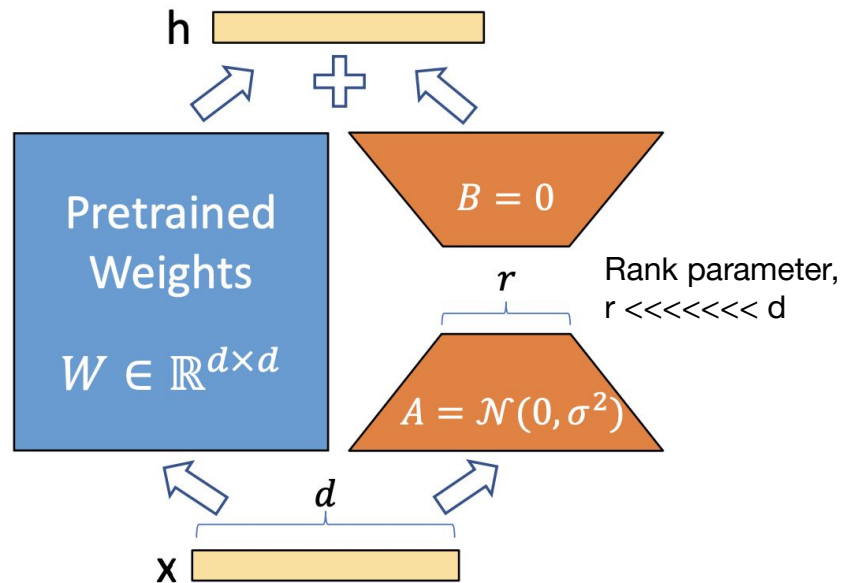 h
Pretrained
Weights
W ∈ ℝ^{d×d}
B = 0
r
Rank parameter,
r <<<<<<< d
A = 𝒩(0, σ²)
d
x